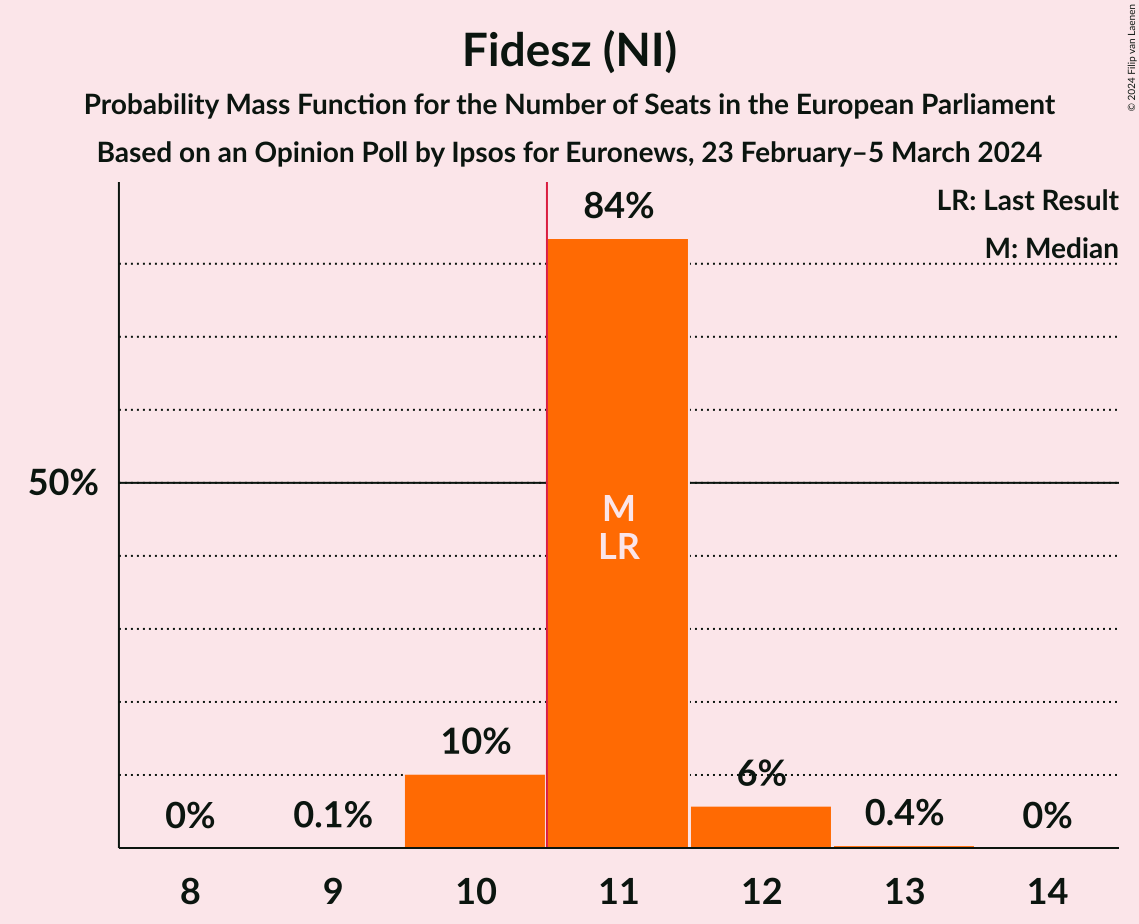 Fidesz (NI)
Probability Mass Function for the Number of Seats in the European Parliament
Based on an Opinion Poll by Ipsos for Euronews, 23 February–5 March 2024
© 2024 Filip van Laenen
LR: Last Result
M: Median
50%
0%
0.1%
10%
84%
6%
0.4%
0%
M
LR
8
9
10
11
12
13
14